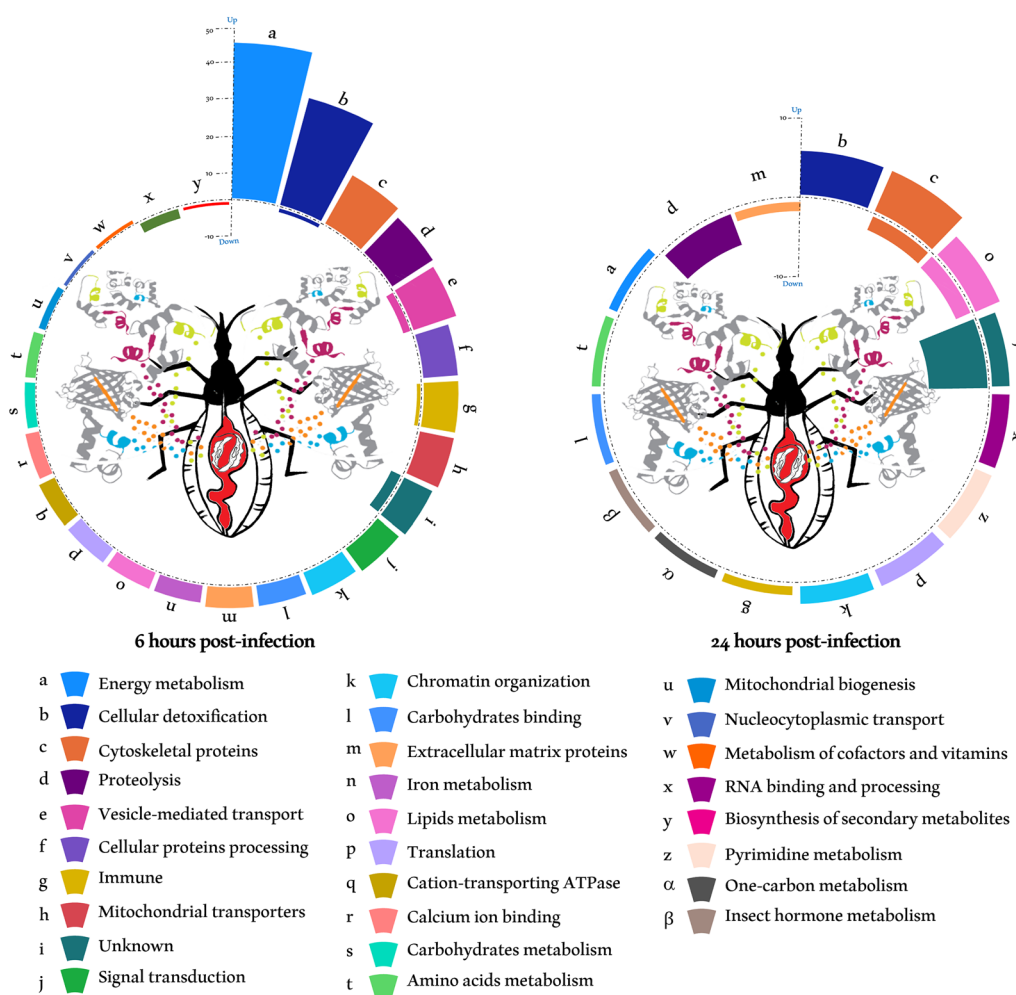 Up
50
40
30
20
10
-10
Down
a
b
c
d
e
f
g
h
i
j
k
l
m
n
o
p
q
r
s
t
u
v
w
x
y
6 hours post-infection
Up
10
-10
Down
b
c
o
z
p
k
g
α
β
l
t
a
d
m
24 hours post-infection
a Energy metabolism
b Cellular detoxification
c Cytoskeletal proteins
d Proteolysis
e Vesicle-mediated transport
f Cellular proteins processing
g Immune
h Mitochondrial transporters
i Unknown
j Signal transduction
k Chromatin organization
l Carbohydrates binding
m Extracellular matrix proteins
n Iron metabolism
o Lipids metabolism
p Translation
q Cation-transporting ATPase
r Calcium ion binding
s Carbohydrates metabolism
t Amino acids metabolism
u Mitochondrial biogenesis
v Nucleocytoplasmic transport
w Metabolism of cofactors and vitamins
x RNA binding and processing
y Biosynthesis of secondary metabolites
z Pyrimidine metabolism
α One-carbon metabolism
β Insect hormone metabolism